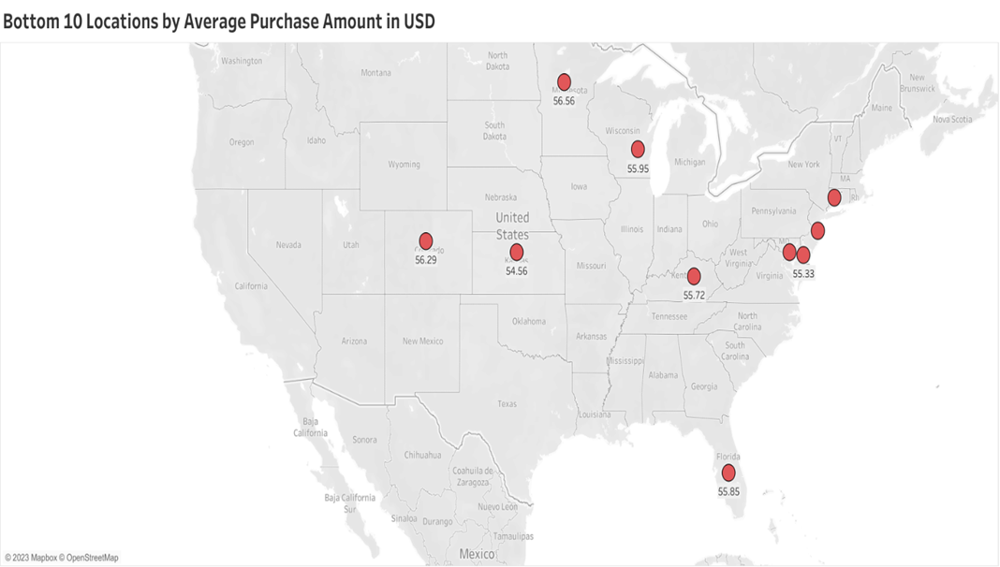 Bottom 10 Locations by Average Purchase Amount in USD
Washington
Montana
North
Dakota
56.56
New
Brunswick
Maine
Nova Scotia
Oregon
Idaho
South
Dakota
Wisconsin
55.95
Michigan
VT
Wyoming
New York
MA
Iowa
Nebraska
Rh
United
States
Nevada
Utah
56.29
54.56
Illinois
Indiana
Ohio
Pennsylvania
MD
West
Virginia
Virginia
55.33
California
Missouri
Kent
55.72
Tennessee
North
Carolina
Arizona
New Mexico
Oklahoma
Arkansas
South
Carolina
Mississippi
Alabama
Georgia
Texas
Louisiana
Baja
California
Sonora
Chihuahua
Coahuila de
Zaragoza
Florida
55.85
Baja California
Sur
Nuevo León
Sinaloa
Durango
Tamaulipas
Mexico
© 2023 Mapbox © OpenStreetMap